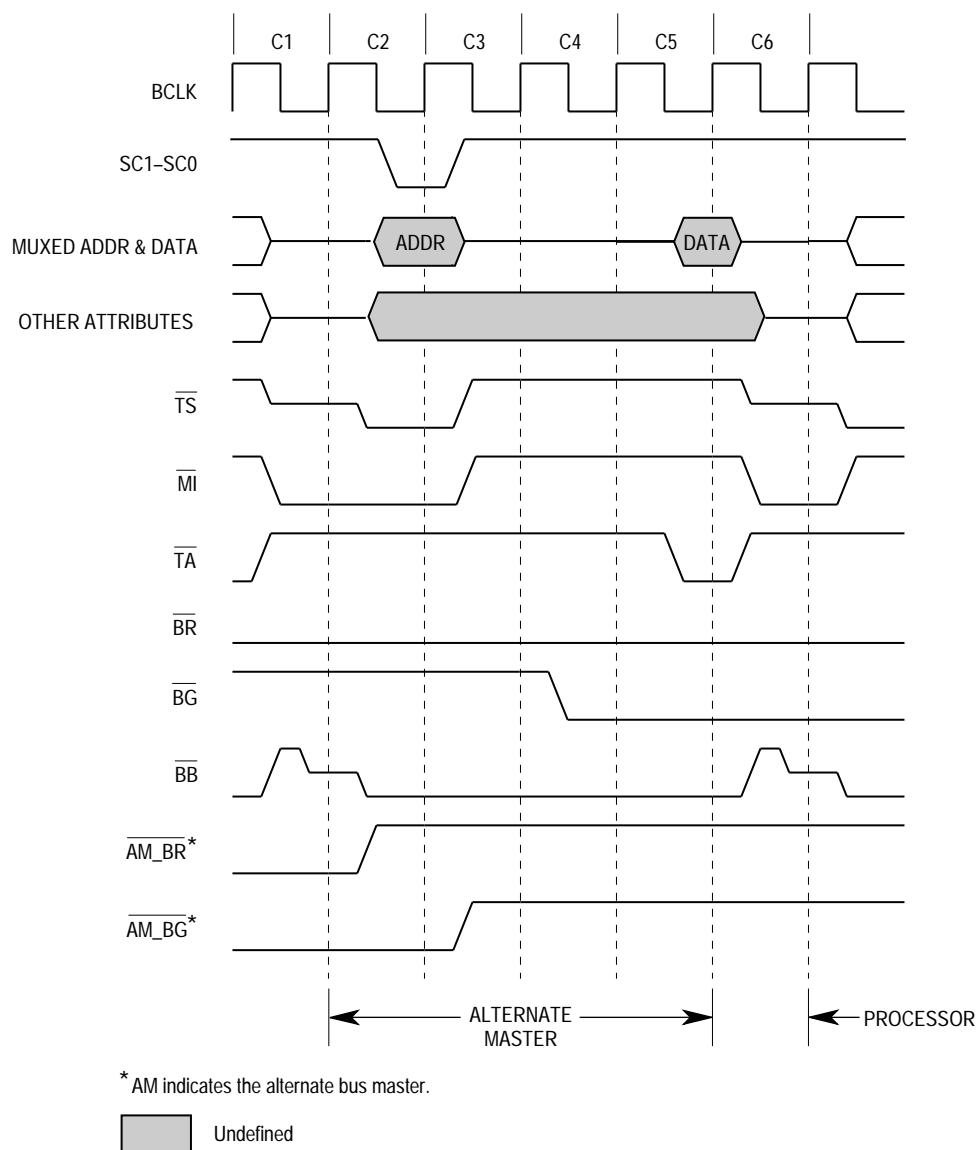 C1 C2 C3 C4 C5 C6
BCLK
SC1–SC0
MUXED ADDR & DATA
ADDR
DATA
OTHER ATTRIBUTES
TS
MI
TA
BR
BG
BB
AM_BR*
AM_BG*
ALTERNATE
MASTER
PROCESSOR
* AM indicates the alternate bus master.
Undefined